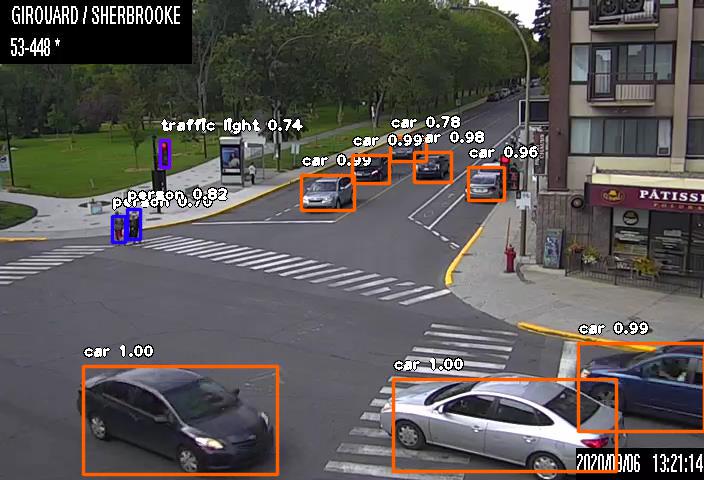 GIROUARD / SHERBROOKE
53-448 *
traffic light 0.74
car 0.78
car 0.99
car 0.98
car 0.99
car 0.96
person 0.82
car 0.99
car 1.00
car 1.00
PÂTISS
2020/09/06 13:21:14